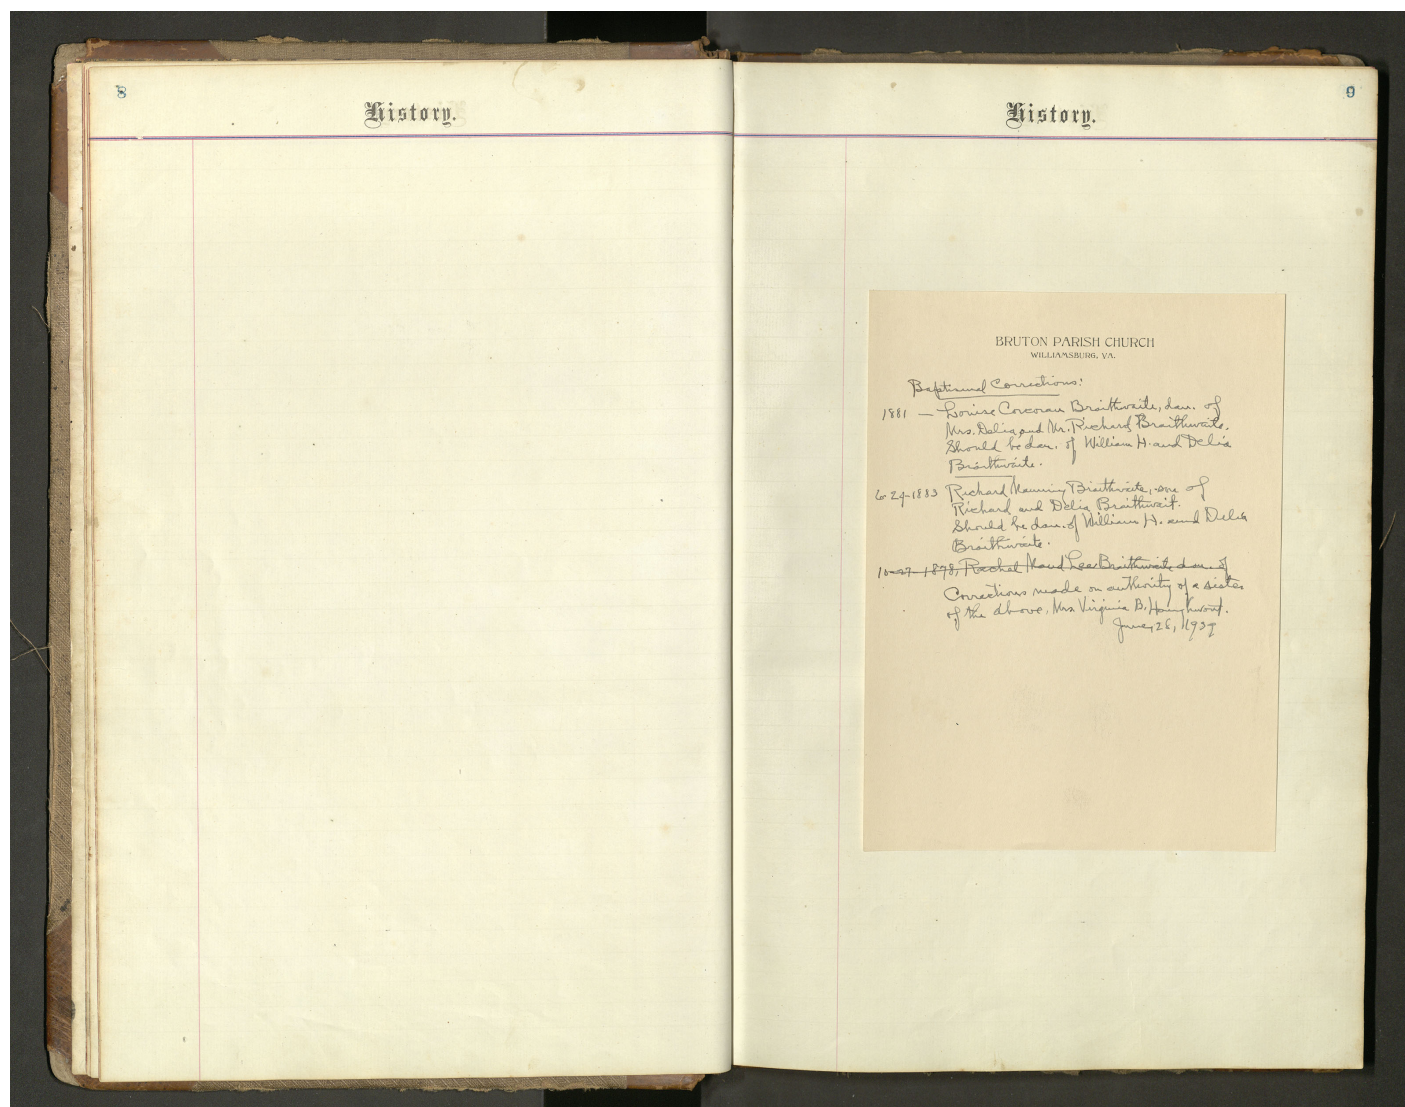 8
History.
9
History.
BRUTON PARISH CHURCH
WILLIAMSBURG, VA.
Baptismal Corrections:
1881 — Louise Corcoran Braithwaite, dau. of
Mrs. Delia and Mr. Richard Braithwaite.
Should be dau. of William H. and Delia
Braithwaite.
6-24-1883 Richard Manning Braithwaite, son of
Richard and Delia Braithwait.
Should be dau. of William H. and Delia
Braithwaite.
10-27-1898, Rachel Maud Lee Braithwaite dau. of
Corrections made on authority of a sister
of the above, Mrs. Virginia B. Haughwout.
26, 1939